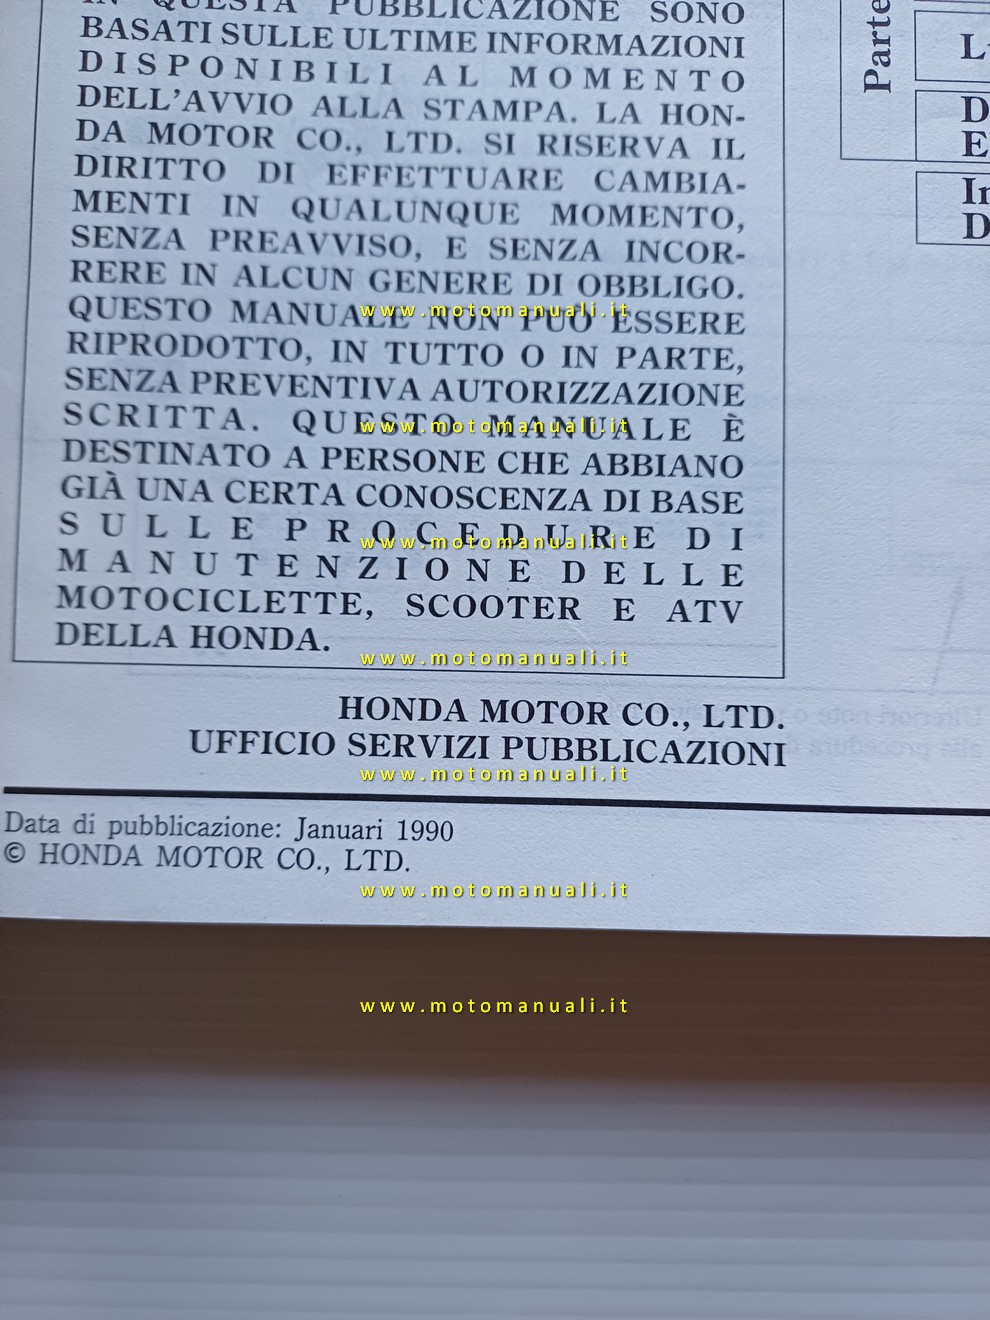 IN QUESTA PUBBLICAZIONE SONO
BASATI SULLE ULTIME INFORMAZIONI
DISPONIBILI AL MOMENTO
DELL'AVVIO ALLA STAMPA. LA HON-
DA MOTOR CO., LTD. SI RISERVA IL
DIRITTO DI EFFETTUARE CAMBIA-
MENTI IN QUALUNQUE MOMENTO,
SENZA PREAVVISO, E SENZA INCOR-
RERE IN ALCUN GENERE DI OBBLIGO.
QUESTO MANUALE NON PUÒ ESSERE
RIPRODOTTO, IN TUTTO O IN PARTE,
SENZA PREVENTIVA AUTORIZZAZIONE
SCRITTA. QUESTO MANUALE È
DESTINATO A PERSONE CHE ABBIANO
GIÀ UNA CERTA CONOSCENZA DI BASE
SULLE PROCEDURE DI
MANUTENZIONE DELLE
MOTOCICLETTE, SCOOTER E ATV
DELLA HONDA.
HONDA MOTOR CO., LTD.
UFFICIO SERVIZI PUBBLICAZIONI
Data di pubblicazione: Januari 1990
© HONDA MOTOR CO., LTD.
Parte
www.motomanuali.it
www.motomanuali.it
www.motomanuali.it
www.motomanuali.it
www.motomanuali.it
www.motomanuali.it
www.motomanuali.it